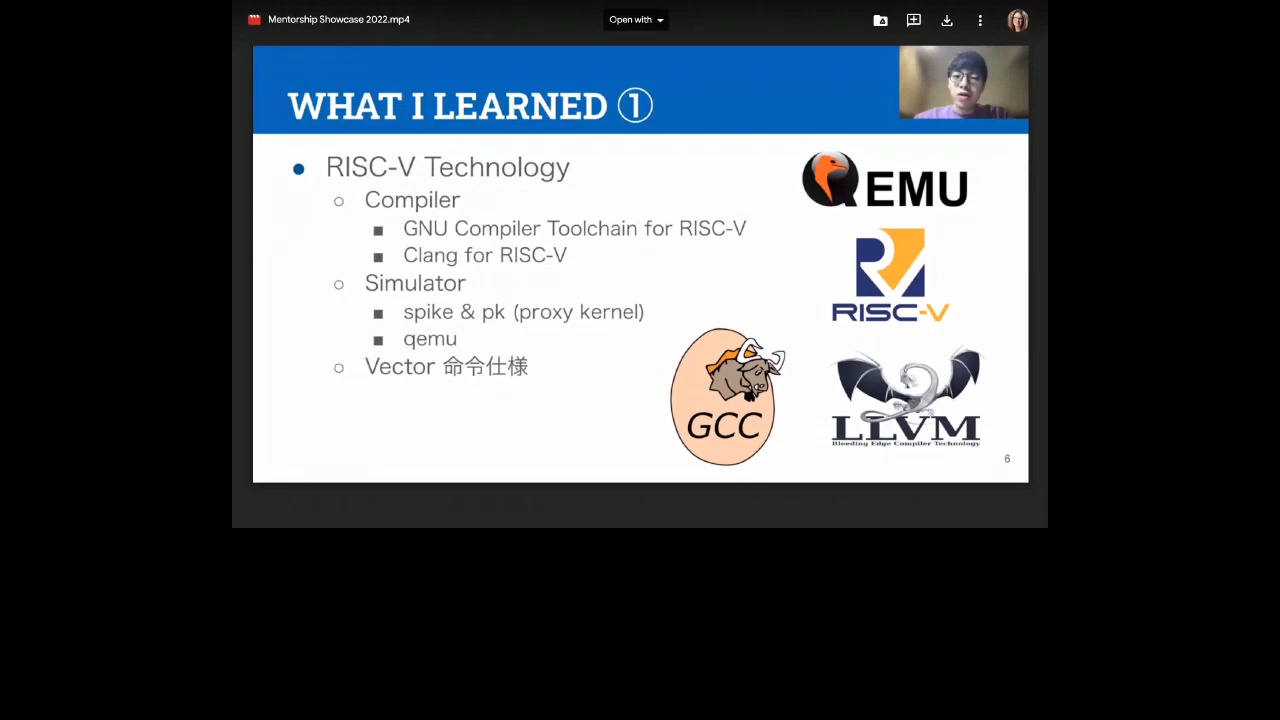 Mentorship Showcase 2022.mp4
Open with
WHAT I LEARNED ①
RISC-V Technology
Compiler
GNU Compiler Toolchain for RISC-V
Clang for RISC-V
Simulator
spike & pk (proxy kernel)
qemu
Vector 命令仕様
QEMU
RISC-V
GCC
LLVM
Bleeding Edge Compiler Technology
6